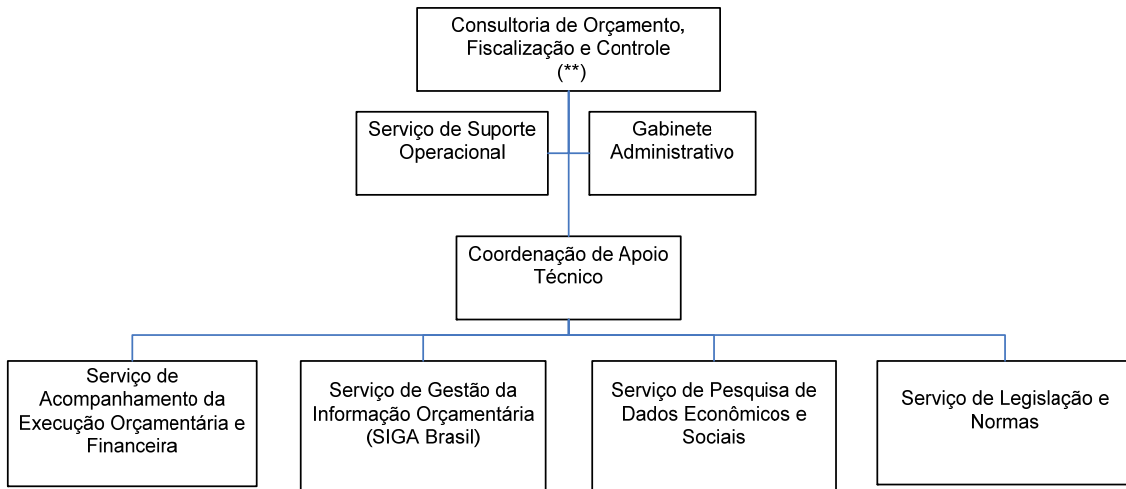 Consultoria de Orçamento,
Fiscalização e Controle
(**)
Serviço de Suporte
Operacional
Gabinete
Administrativo
Coordenação de Apoio
Técnico
Serviço de
Acompanhamento da
Execução Orçamentária e
Financeira
Serviço de Gestão da
Informação Orçamentária
(SIGA Brasil)
Serviço de Pesquisa de
Dados Econômicos e
Sociais
Serviço de Legislação e
Normas